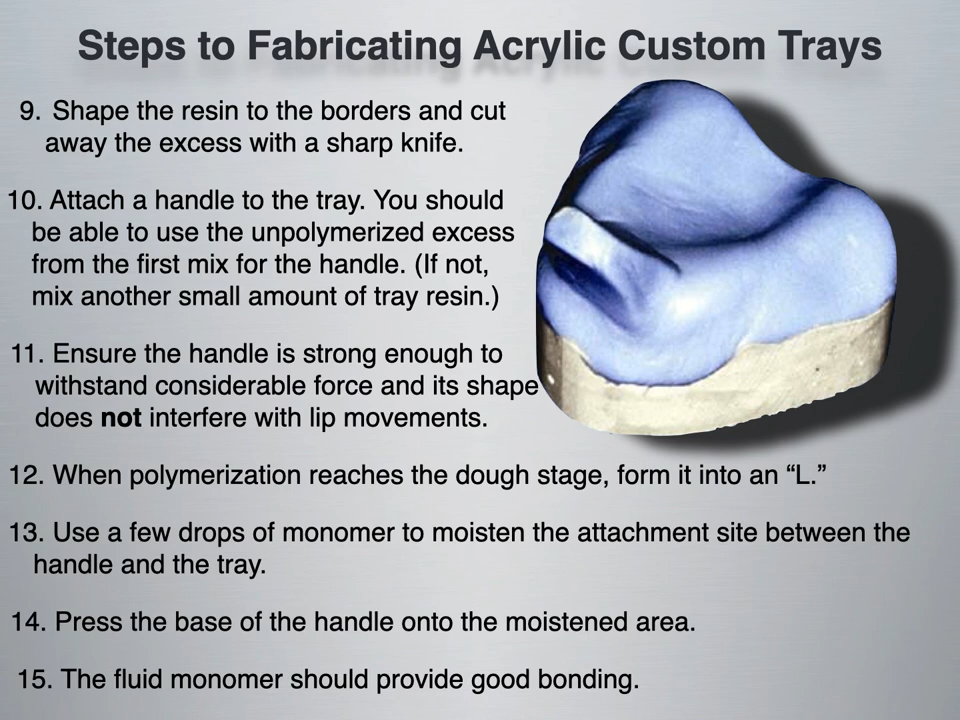 Steps to Fabricating Acrylic Custom Trays
9. Shape the resin to the borders and cut
away the excess with a sharp knife.
10. Attach a handle to the tray. You should
be able to use the unpolymerized excess
from the first mix for the handle. (If not,
mix another small amount of tray resin.)
11. Ensure the handle is strong enough to
withstand considerable force and its shape
does not interfere with lip movements.
12. When polymerization reaches the dough stage, form it into an “L.”
13. Use a few drops of monomer to moisten the attachment site between the
handle and the tray.
14. Press the base of the handle onto the moistened area.
15. The fluid monomer should provide good bonding.